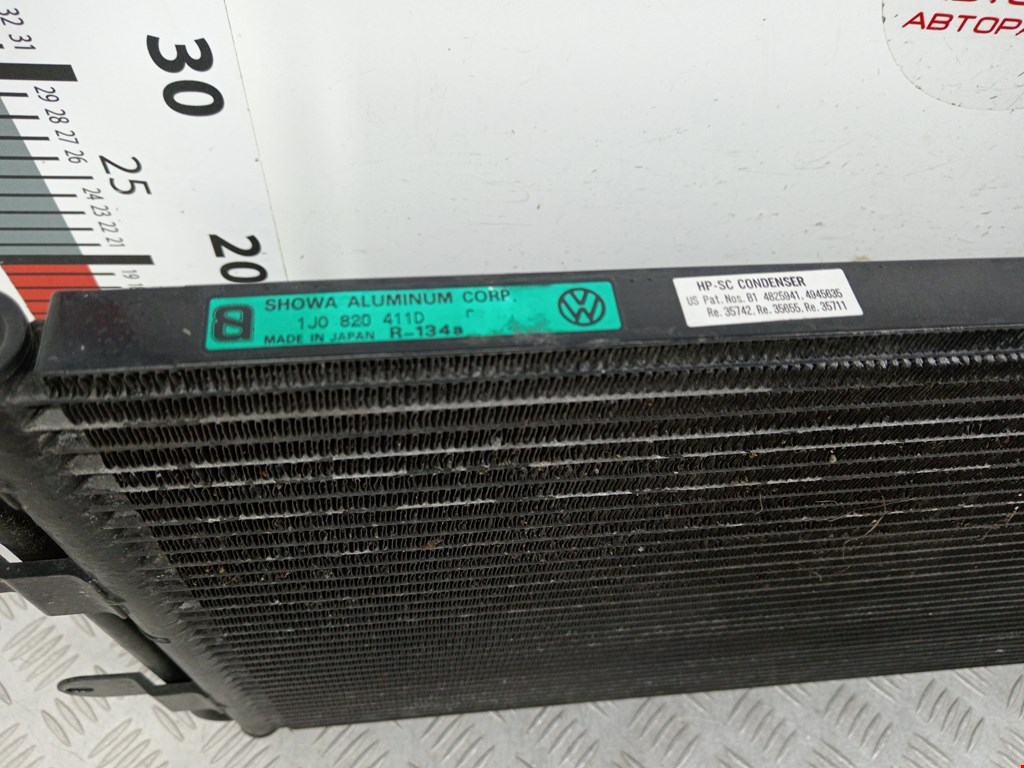 32 31
30
29 28 27 26
25
24 23 22 21
20
19
SHOWA ALUMINUM CORP.
1J0 820 411D
MADE IN JAPAN R-134a
HP-SC CONDENSER
US Pat. Nos. B1 4825941. 4945635
Re. 35742. Re. 35655. Re. 35711